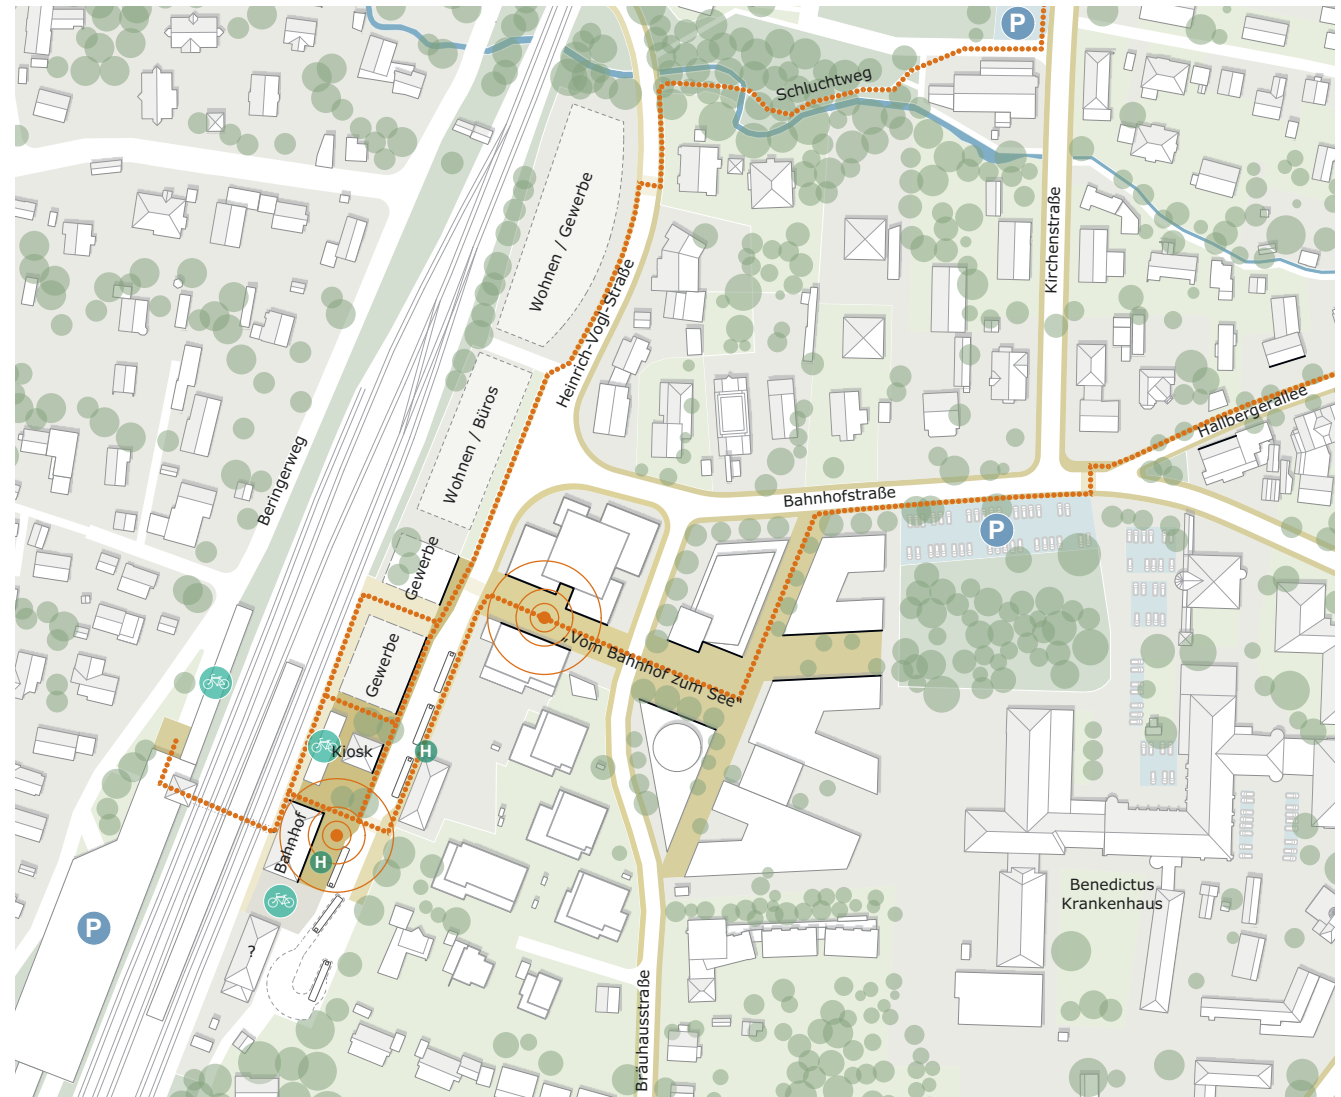 P
Schluchtweg
Wohnen / Gewerbe
Kirchenstraße
Heinrich-Vogl-Straße
Wohnen / Büros
Hallbergerallee
Beringerweg
Bahnhofstraße
P
Gewerbe
Gewerbe
„Vom Bahnhof zum See"
Kiosk
H
Bahnhof
H
Benedictus
Krankenhaus
P
?
Bräuhausstraße